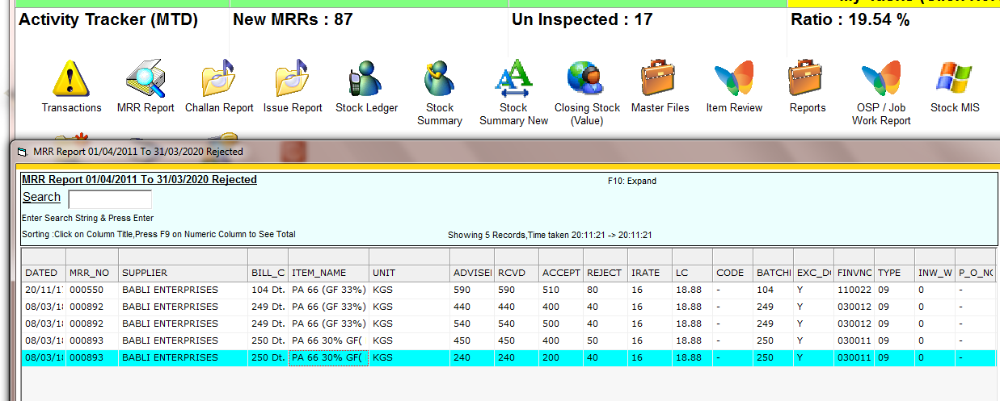 Activity Tracker (MTD) New MRRs : 87 Un Inspected : 17 Ratio : 19.54 %
Transactions MRR Report Challan Report Issue Report Stock Ledger Stock Summary Stock Summary New Closing Stock (Value) Master Files Item Review Reports OSP / Job Work Report Stock MIS
MRR Report 01/04/2011 To 31/03/2020 Rejected
MRR Report 01/04/2011 To 31/03/2020 Rejected F10: Expand
Search
Enter Search String & Press Enter
Sorting :Click on Column Title,Press F9 on Numeric Column to See Total Showing 5 Records,Time taken 20:11:21 -> 20:11:21
DATED MRR_NO SUPPLIER BILL_C ITEM_NAME UNIT ADVISE RCVD ACCEPT REJECT IRATE LC CODE BATCH EXC_D FINVNC TYPE INW_W P_O_NO
20/11/1 000550 BABLI ENTERPRISES 104 Dt. PA 66 (GF 33%) KGS 590 590 510 80 16 18.88 - 104 Y 110022 09 0 -
08/03/18 000892 BABLI ENTERPRISES 249 Dt. PA 66 (GF 33%) KGS 440 440 400 40 16 18.88 - 249 Y 030012 09 0 -
08/03/18 000892 BABLI ENTERPRISES 249 Dt. PA 66 (GF 33%) KGS 540 540 500 40 16 18.88 - 249 Y 030012 09 0 -
08/03/18 000893 BABLI ENTERPRISES 250 Dt. PA 66 30% GF( KGS 450 450 400 50 16 18.88 - 250 Y 030011 09 0 -
08/03/18 000893 BABLI ENTERPRISES 250 Dt. PA 66 30% GF( KGS 240 240 200 40 16 18.88 - 250 Y 030011 09 0 -